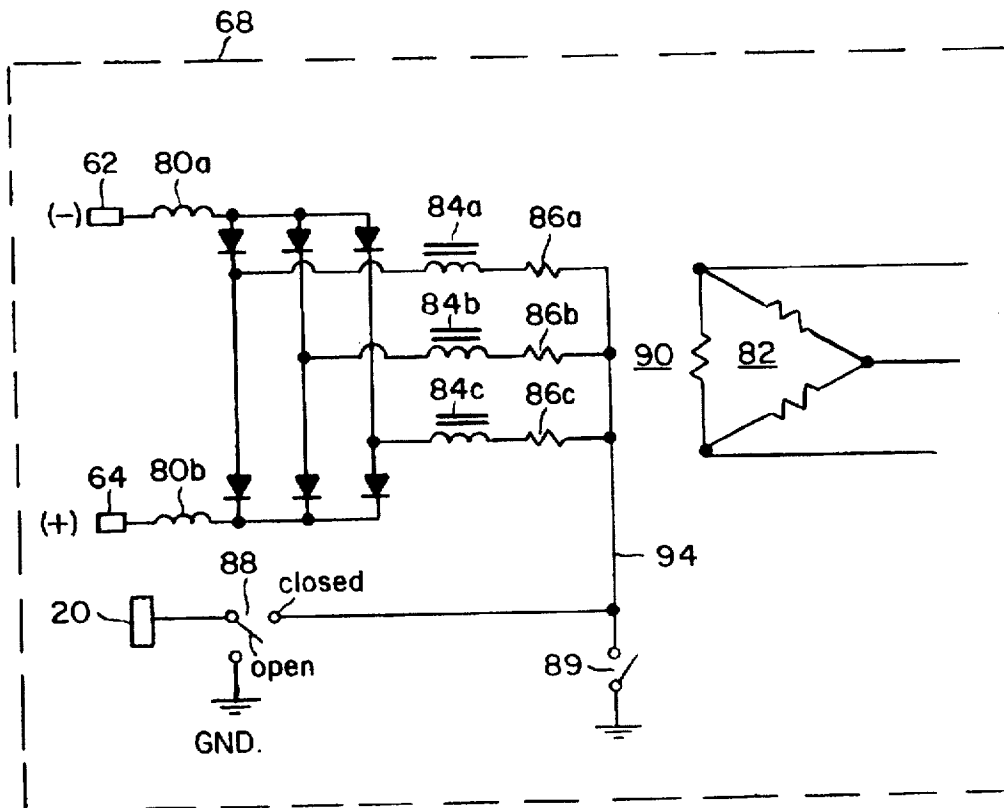 68
62
80a
(-)
84a
86a
84b
86b
90
82
84c
86c
64
80b
(+)
94
88
closed
20
open
89
GND.